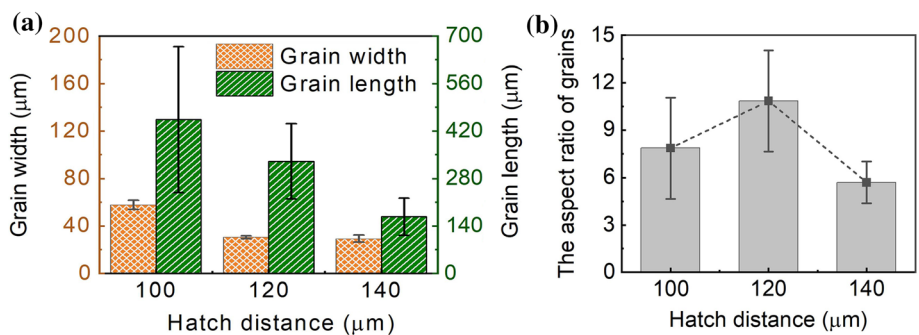 (a)
200
160
120
80
40
0
Grain width (μm)
Grain width
Grain length
700
560
420
280
140
0
Grain length (μm)
100 120 140
Hatch distance (μm)
(b)
15
12
9
6
3
0
The aspect ratio of grains
100 120 140
Hatch distance (μm)